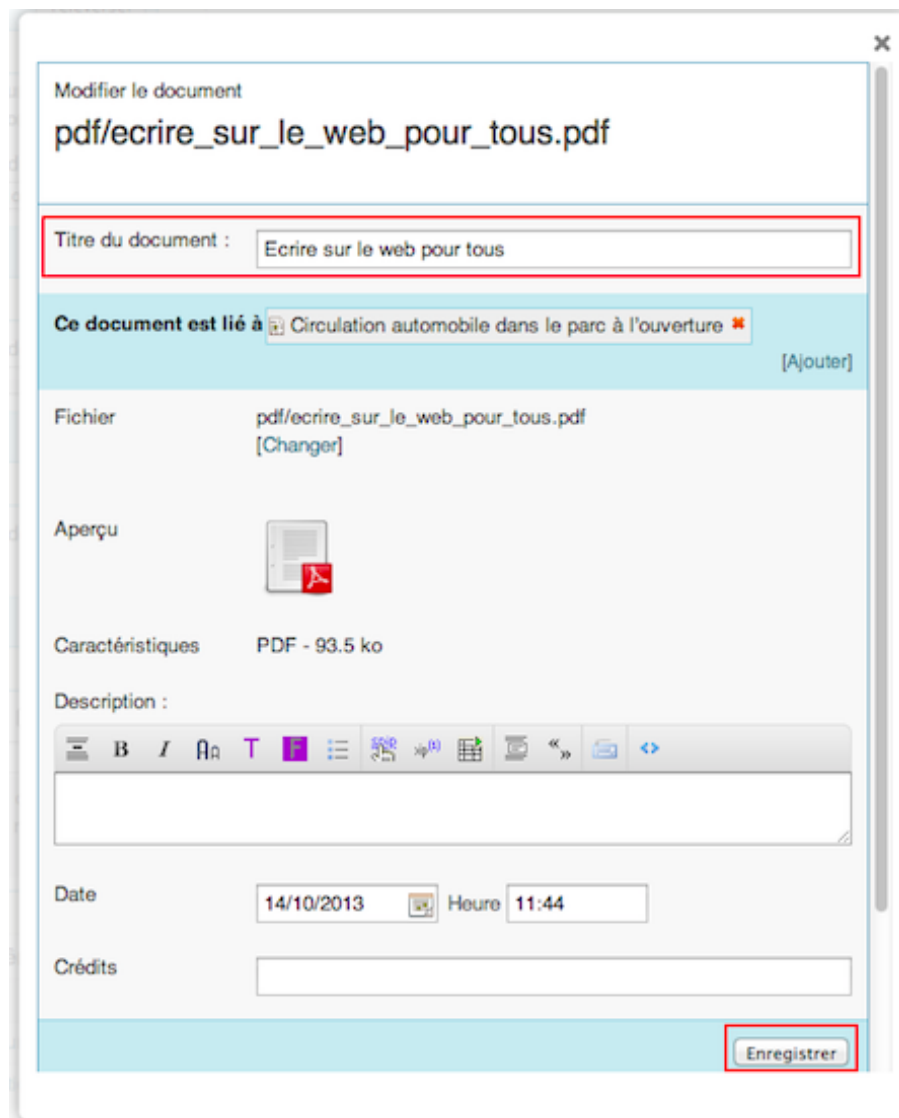 Modifier le document
pdf/ecrire_sur_le_web_pour_tous.pdf
Titre du document : Ecrire sur le web pour tous
Ce document est lié à Circulation automobile dans le parc à l'ouverture
[Ajouter]
Fichier pdf/ecrire_sur_le_web_pour_tous.pdf
[Changer]
Aperçu
Caractéristiques PDF - 93.5 ko
Description :
Date 14/10/2013 Heure 11:44
Crédits
Enregistrer